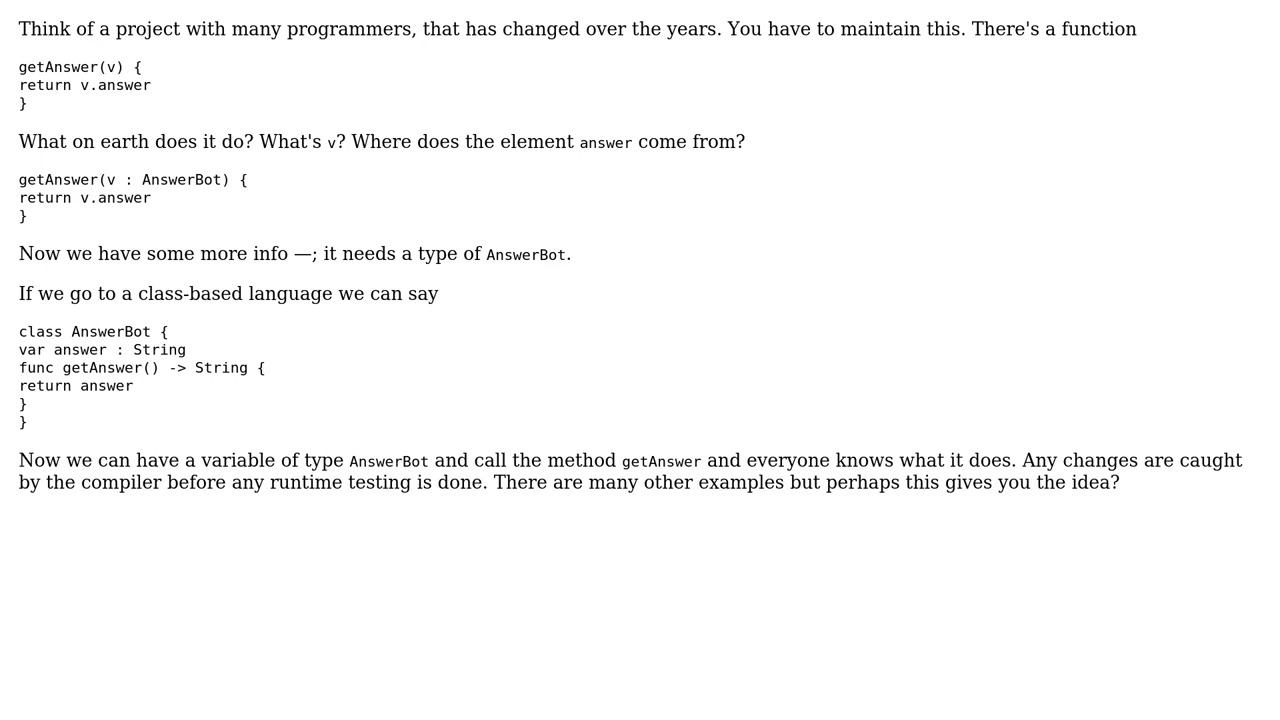 Think of a project with many programmers, that has changed over the years. You have to maintain this. There's a function
getAnswer(v) {
return v.answer
}
What on earth does it do? What's v? Where does the element answer come from?
getAnswer(v : AnswerBot) {
return v.answer
}
Now we have some more info —; it needs a type of AnswerBot.
If we go to a class-based language we can say
class AnswerBot {
var answer : String
func getAnswer() -> String {
return answer
}
}
Now we can have a variable of type AnswerBot and call the method getAnswer and everyone knows what it does. Any changes are caught
by the compiler before any runtime testing is done. There are many other examples but perhaps this gives you the idea?